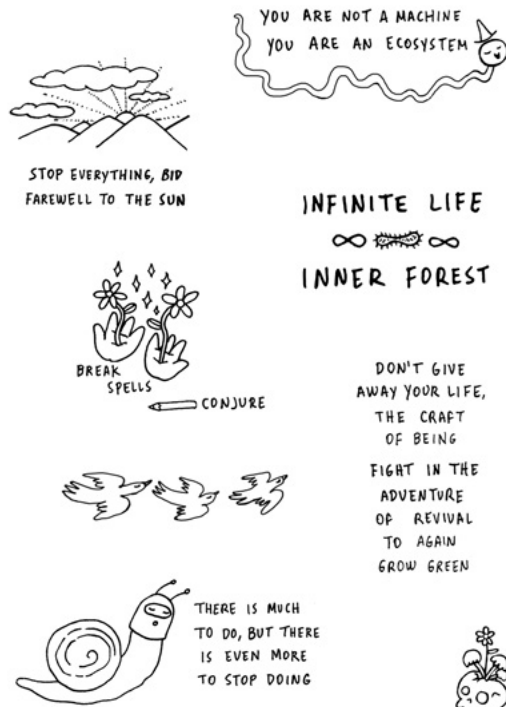 YOU ARE NOT A MACHINE
YOU ARE AN ECOSYSTEM
STOP EVERYTHING, BID
FAREWELL TO THE SUN
INFINITE LIFE
INNER FOREST
BREAK
SPELLS
CONJURE
DON'T GIVE
AWAY YOUR LIFE,
THE CRAFT
OF BEING
FIGHT IN THE
ADVENTURE
OF REVIVAL
TO AGAIN
GROW GREEN
THERE IS MUCH
TO DO, BUT THERE
IS EVEN MORE
TO STOP DOING